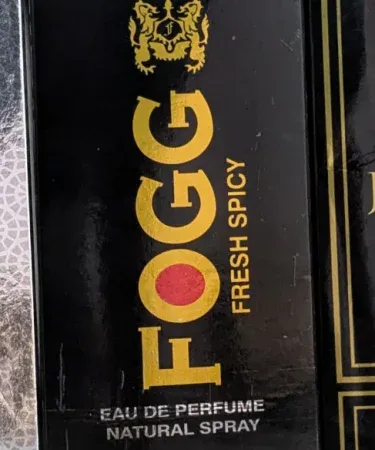 FOGG
FRESH SPICY
EAU DE PERFUME
NATURAL SPRAY